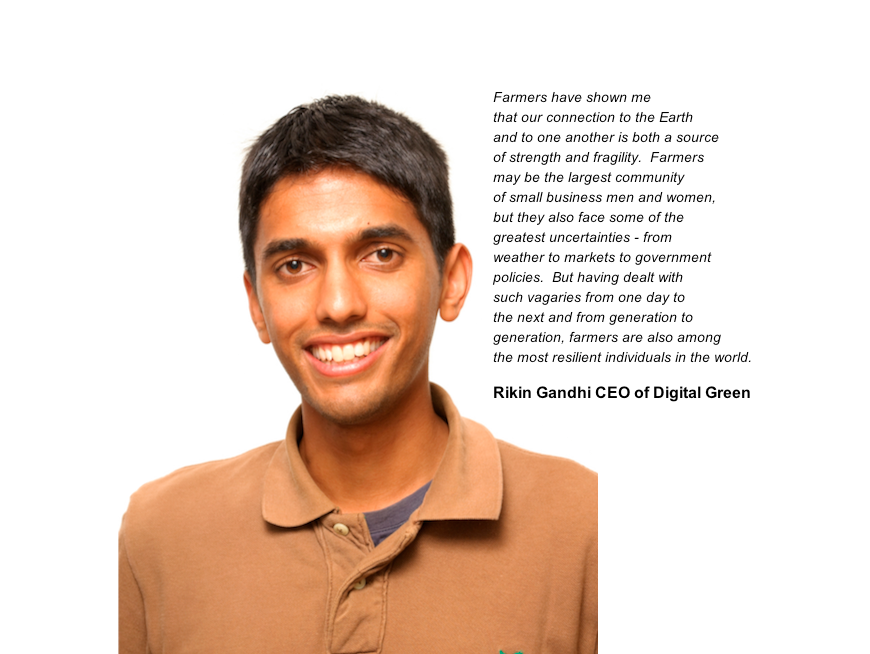 Farmers have shown me
that our connection to the Earth
and to one another is both a source
of strength and fragility.  Farmers
may be the largest community
of small business men and women,
but they also face some of the
greatest uncertainties - from
weather to markets to government
policies.  But having dealt with
such vagaries from one day to
the next and from generation to
generation, farmers are also among
the most resilient individuals in the world.
Rikin Gandhi CEO of Digital Green